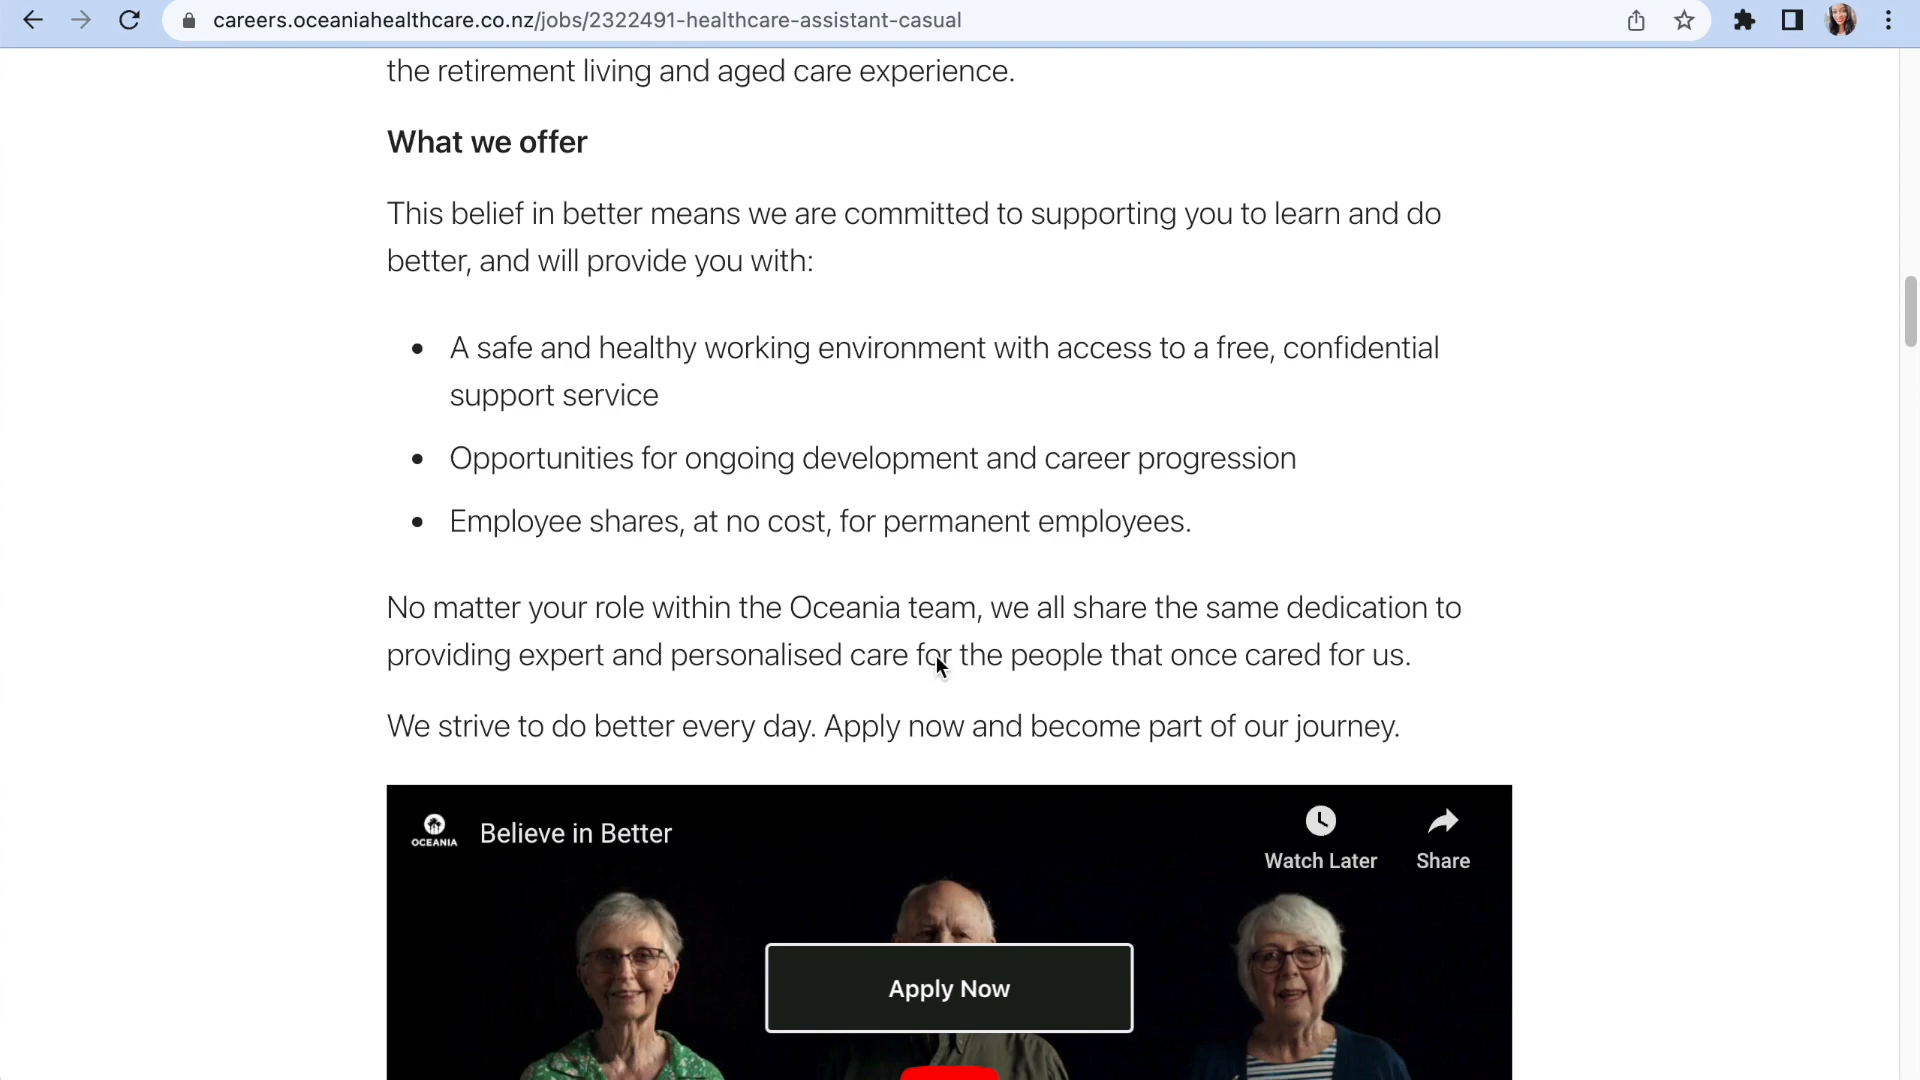 careers.oceaniahealthcare.co.nz/jobs/2322491-healthcare-assistant-casual
the retirement living and aged care experience.
What we offer
This belief in better means we are committed to supporting you to learn and do
better, and will provide you with:
• A safe and healthy working environment with access to a free, confidential
support service
• Opportunities for ongoing development and career progression
• Employee shares, at no cost, for permanent employees.
No matter your role within the Oceania team, we all share the same dedication to
providing expert and personalised care for the people that once cared for us.
We strive to do better every day. Apply now and become part of our journey.
OCEANIA
Believe in Better
Watch Later
Share
Apply Now